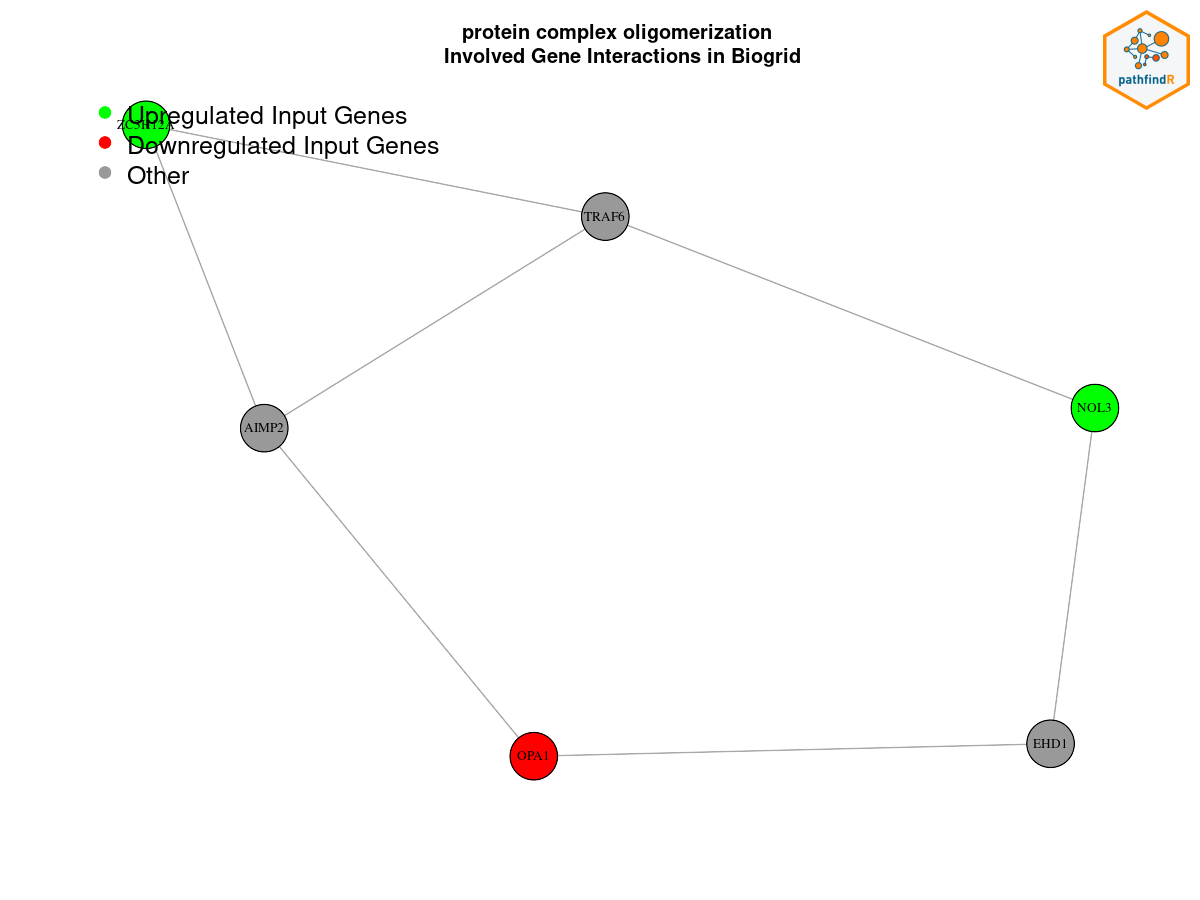 protein complex oligomerization
Involved Gene Interactions in Biogrid
pathfindR
Upregulated Input Genes
Downregulated Input Genes
Other
TRAF6
NOL3
AIMP2
EHD1
OPA1